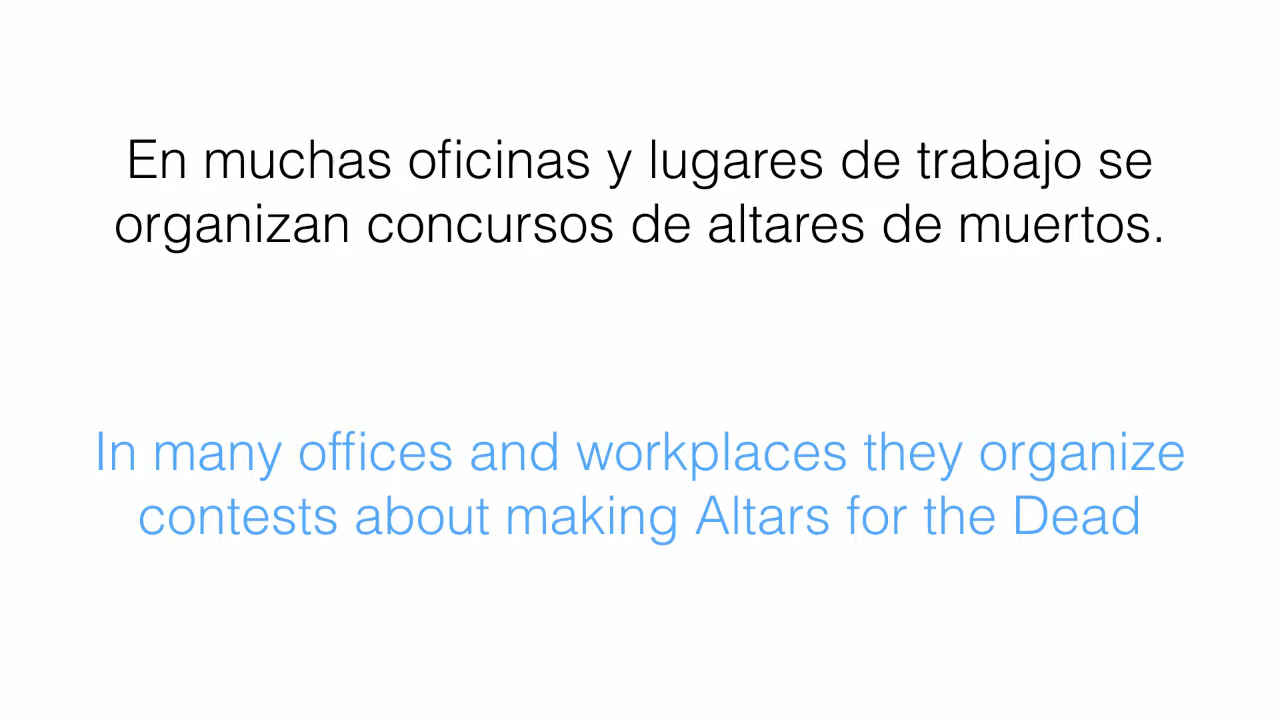 En muchas oficinas y lugares de trabajo se
organizan concursos de altares de muertos.
In many offices and workplaces they organize
contests about making Altars for the Dead